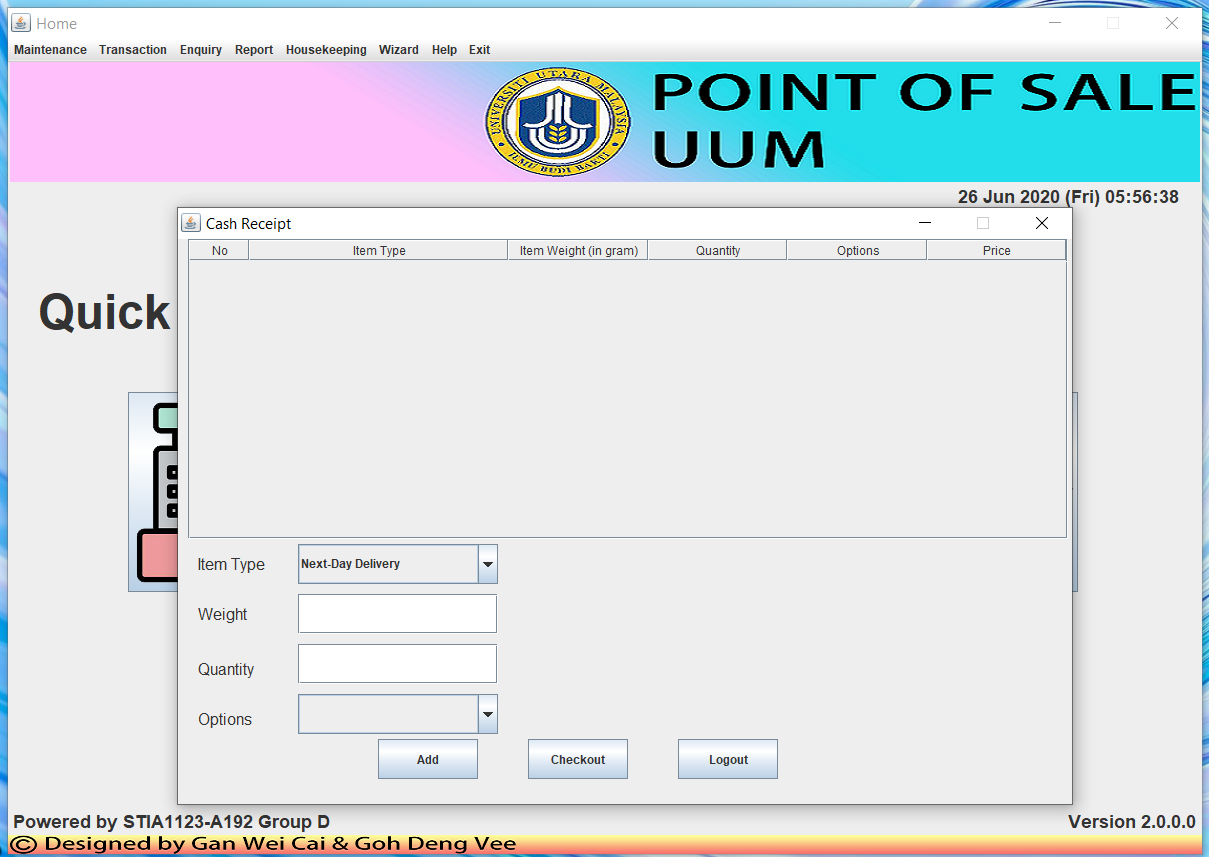 Home
Maintenance Transaction Enquiry Report Housekeeping Wizard Help Exit
UNIVERSITI UTARA MALAYSIA
ILMU BUDI BAKTI
POINT OF SALE
UUM
26 Jun 2020 (Fri) 05:56:38
Cash Receipt
No Item Type Item Weight (in gram) Quantity Options Price
Quick
Item Type Next-Day Delivery
Weight
Quantity
Options
Add Checkout Logout
Powered by STIA1123-A192 Group D
Version 2.0.0.0
© Designed by Gan Wei Cai & Goh Deng Vee